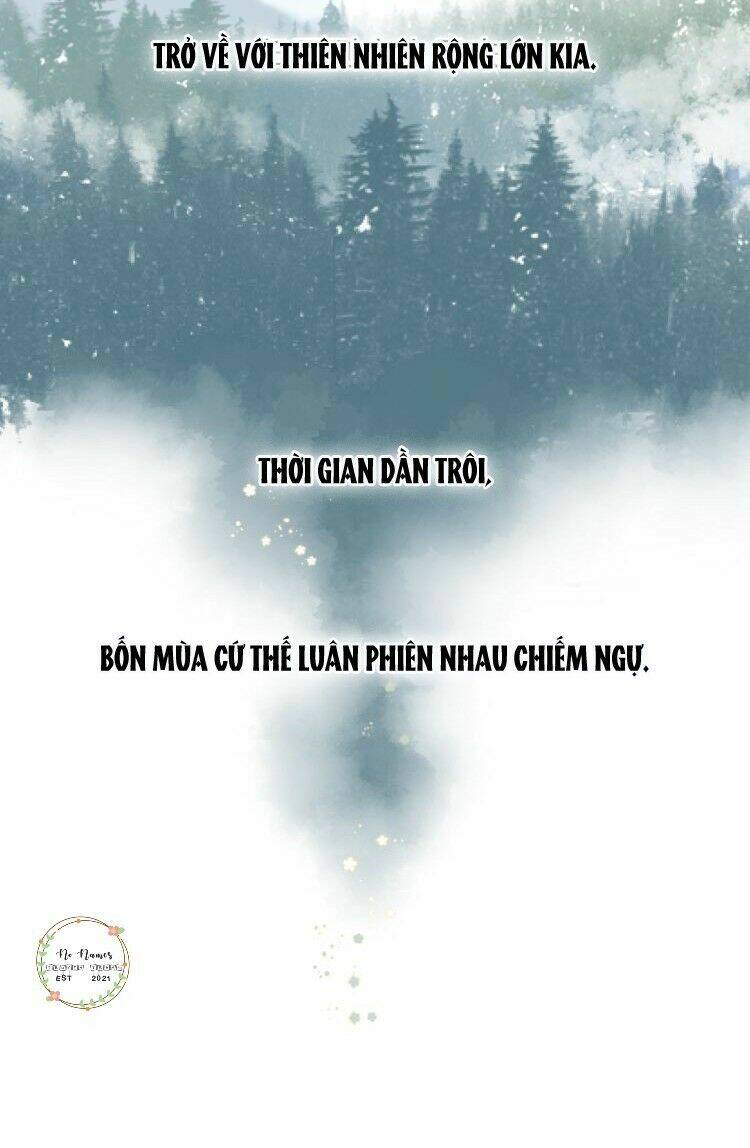 TRỞ VỀ VỚI THIÊN NHIÊN RỘNG LỚN KIA.
THỜI GIAN DẦN TRÔI,
BỐN MÙA CỨ THẾ LUÂN PHIÊN NHAU CHIẾM NGỰ.
No Names
EST 2021